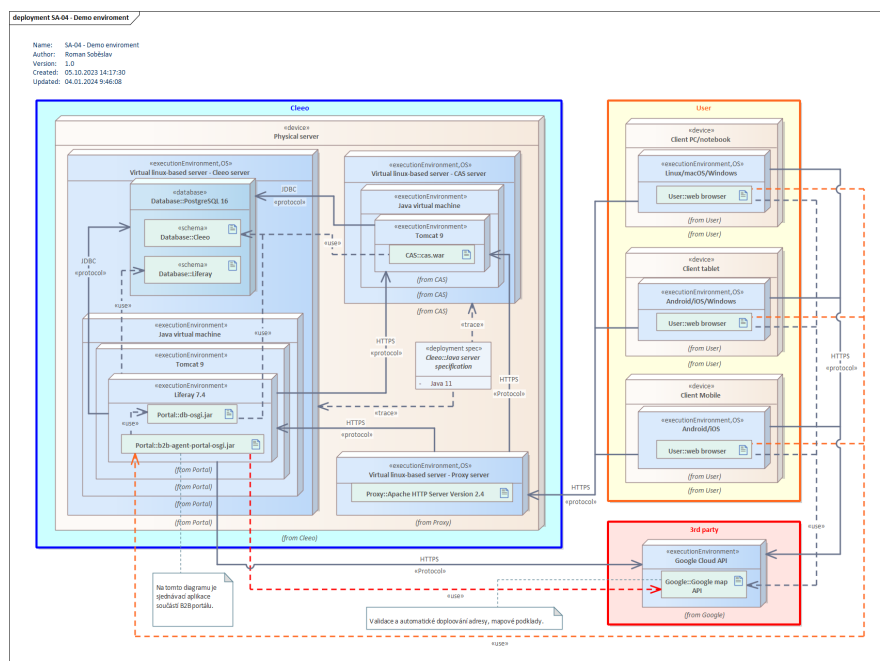 deployment SA-04 - Demo enviroment
Name: SA-04 - Demo enviroment
Author: Roman Soběslav
Version: 1.0
Created: 05.10.2023 14:17:30
Updated: 04.01.2024 9:46:08
Cleeo
«device»
Physical server
«executionEnvironment,OS»
Virtual linux-based server - Cleeo server
«database»
Database::PostgreSQL 16
«schema»
Database::Cleeo
«schema»
Database::Liferay
JDBC
«protocol»
JDBC
«protocol»
«use»
«use»
«use»
«executionEnvironment,OS»
Virtual linux-based server - CAS server
«executionEnvironment»
Java virtual machine
«executionEnvironment»
Tomcat 9
CAS::cas.war
(from CAS)
(from CAS)
(from CAS)
«executionEnvironment»
Java virtual machine
«executionEnvironment»
Tomcat 9
«executionEnvironment»
Liferay 7.4
Portal::db-osgi.jar
«use»
Portal::b2b-agent-portal-osgi.jar
(from Portal)
(from Portal)
(from Portal)
(from Portal)
HTTPS
«protocol»
«trace»
«deployment spec»
Cleeo::Java server
specification
- Java 11
«trace»
HTTPS
«Protocol»
HTTPS
«protocol»
«executionEnvironment,OS»
Virtual linux-based server - Proxy server
Proxy::Apache HTTP Server Version 2.4
(from Proxy)
(from Cleeo)
User
«device»
Client PC/notebook
«executionEnvironment,OS»
Linux/macOS/Windows
User::web browser
(from User)
(from User)
«device»
Client tablet
«executionEnvironment,OS»
Android/iOS/Windows
User::web browser
(from User)
(from User)
«device»
Client Mobile
«executionEnvironment,OS»
Android/iOS
User::web browser
(from User)
(from User)
HTTPS
«protocol»
HTTPS
«protocol»
«use»
3rd party
«executionEnvironment»
Google Cloud API
Google::Google map
API
(from Google)
HTTPS
«Protocol»
«use»
Na tomto diagramu je
sjednávací aplikace
součástí B2B portálu.
Validace a automatické doploování adresy, mapové podklady.
«use»